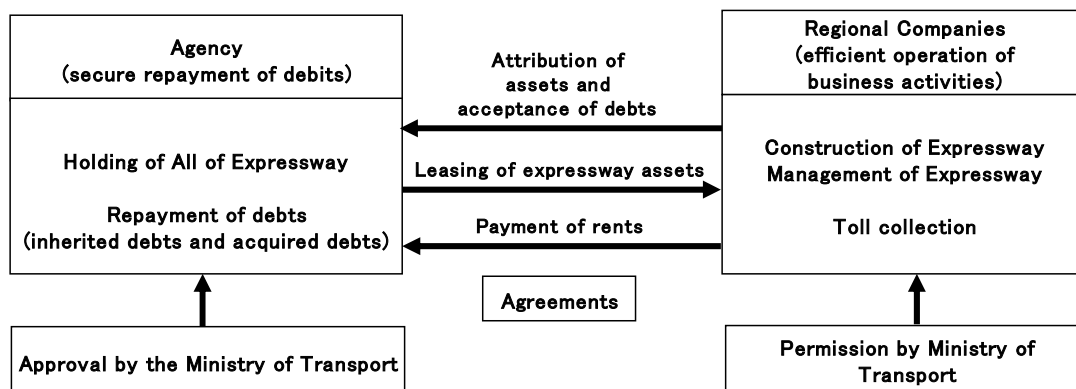 Agency
(secure repayment of debits)
Holding of All of Expressway
Repayment of debts
(inherited debts and acquired debts)
Approval by the Ministry of Transport
Attribution of
assets and
acceptance of debts
Leasing of expressway assets
Payment of rents
Agreements
Regional Companies
(efficient operation of
business activities)
Construction of Expressway
Management of Expressway
Toll collection
Permission by Ministry of
Transport